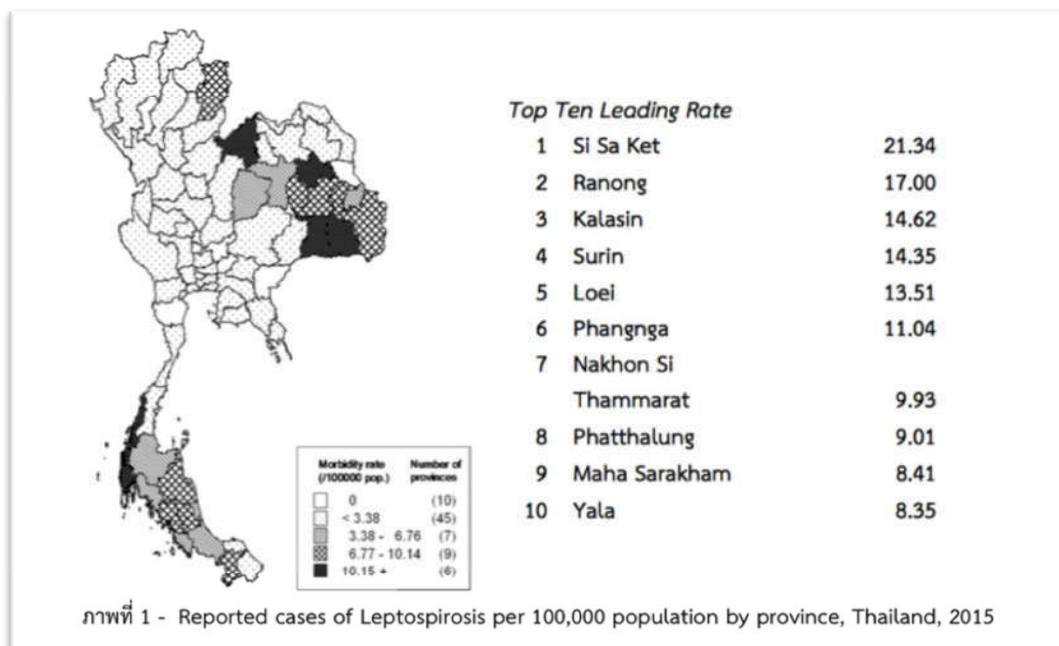 Top Ten Leading Rate
1 Si Sa Ket 21.34
2 Ranong 17.00
3 Kalasin 14.62
4 Surin 14.35
5 Loei 13.51
6 Phangnga 11.04
7 Nakhon Si
Thammarat 9.93
8 Phatthalung 9.01
9 Maha Sarakham 8.41
10 Yala 8.35
Morbidity rate Number of
(/100000 pop.) provinces
0 (10)
< 3.38 (45)
3.38 - 6.76 (7)
6.77 - 10.14 (9)
10.15 + (6)
ภาพที่ 1 - Reported cases of Leptospirosis per 100,000 population by province, Thailand, 2015